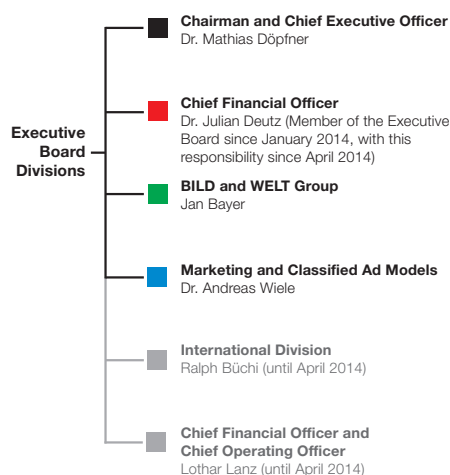 Chairman and Chief Executive Officer
Dr. Mathias Döpfner
Chief Financial Officer
Dr. Julian Deutz (Member of the Executive
Board since January 2014, with this
responsibility since April 2014)
Executive
Board
Divisions
BILD and WELT Group
Jan Bayer
Marketing and Classified Ad Models
Dr. Andreas Wiele
International Division
Ralph Büchi (until April 2014)
Chief Financial Officer and
Chief Operating Officer
Lothar Lanz (until April 2014)